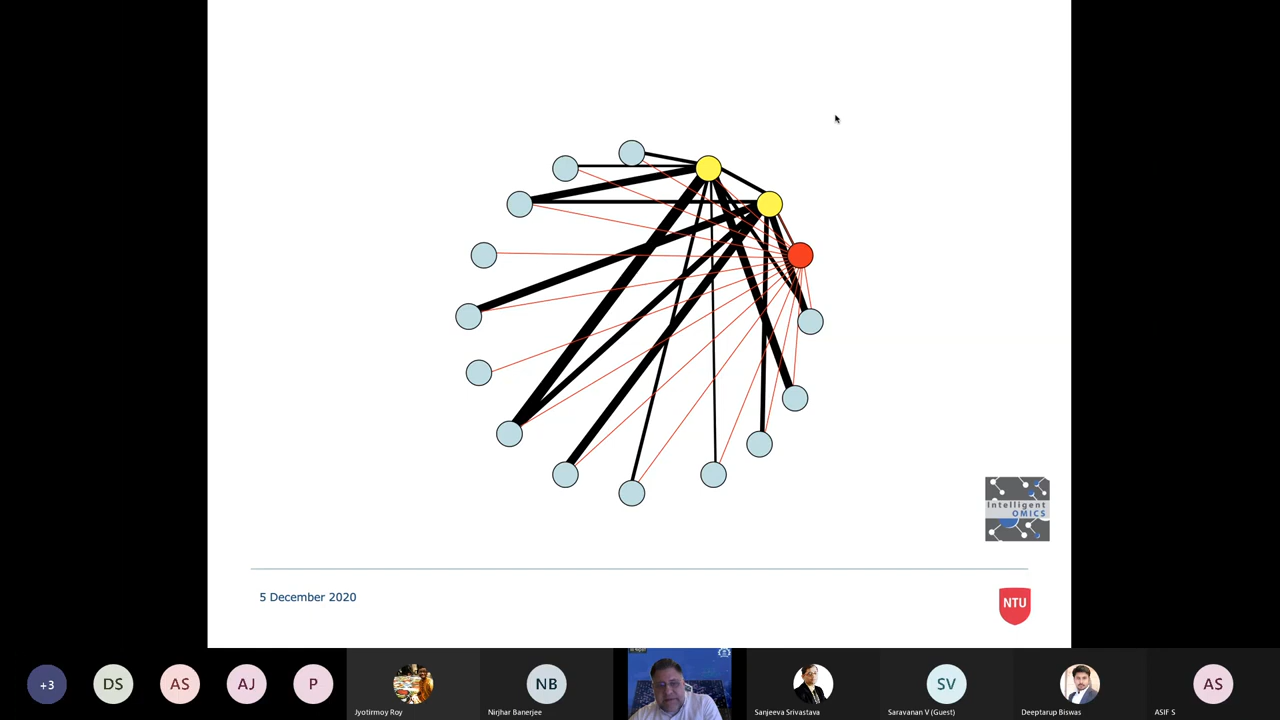 Intelligent
OMICS
5 December 2020
NTU
+3
DS
AS
AJ
P
Jyotirmoy Roy
NB
Nirjhar Banerjee
Sanjeeva Srivastava
SV
Saravanan V (Guest)
Deeptarup Biswas
AS
ASIF S